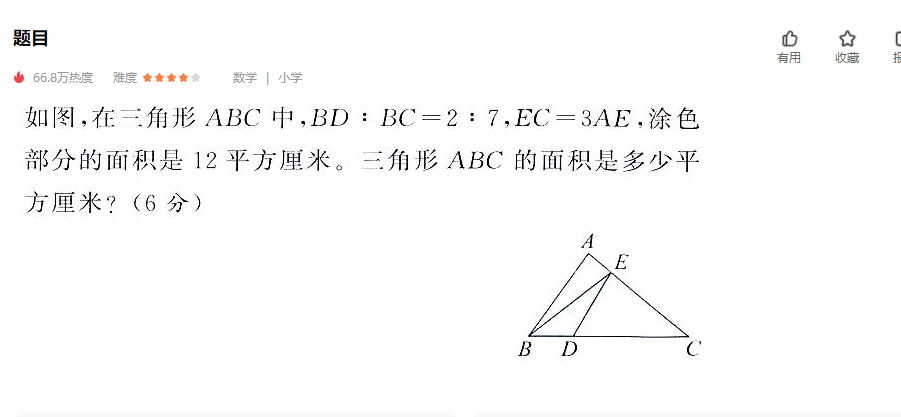 题目
有用
收藏
66.8万热度 难度 数学 | 小学
如图,在三角形 ABC 中,BD：BC=2：7,EC=3AE,涂色
部分的面积是 12 平方厘米。三角形 ABC 的面积是多少平
方厘米?(6 分)
A
E
B
D
C